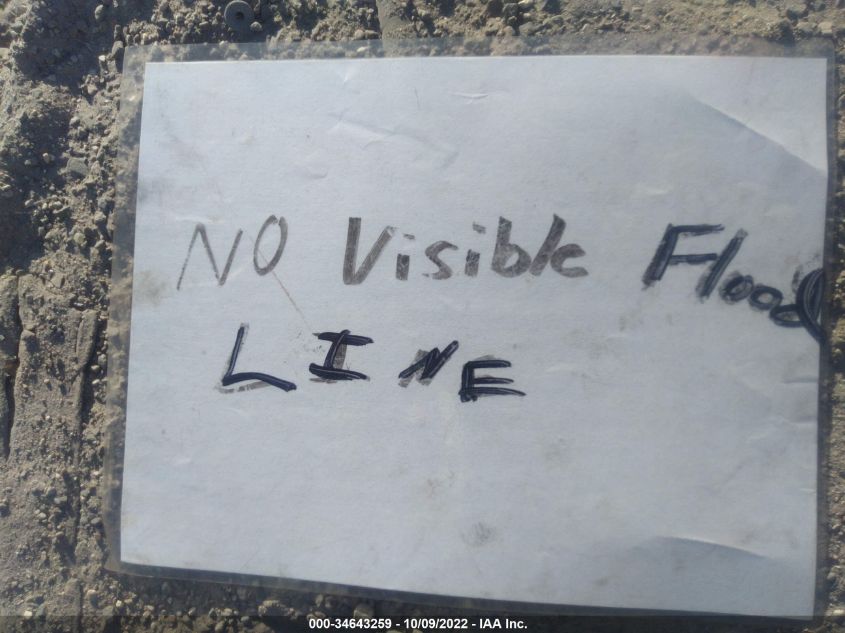 NO Visible Flood
LINE
000-34643259 - 10/09/2022 - IAA Inc.